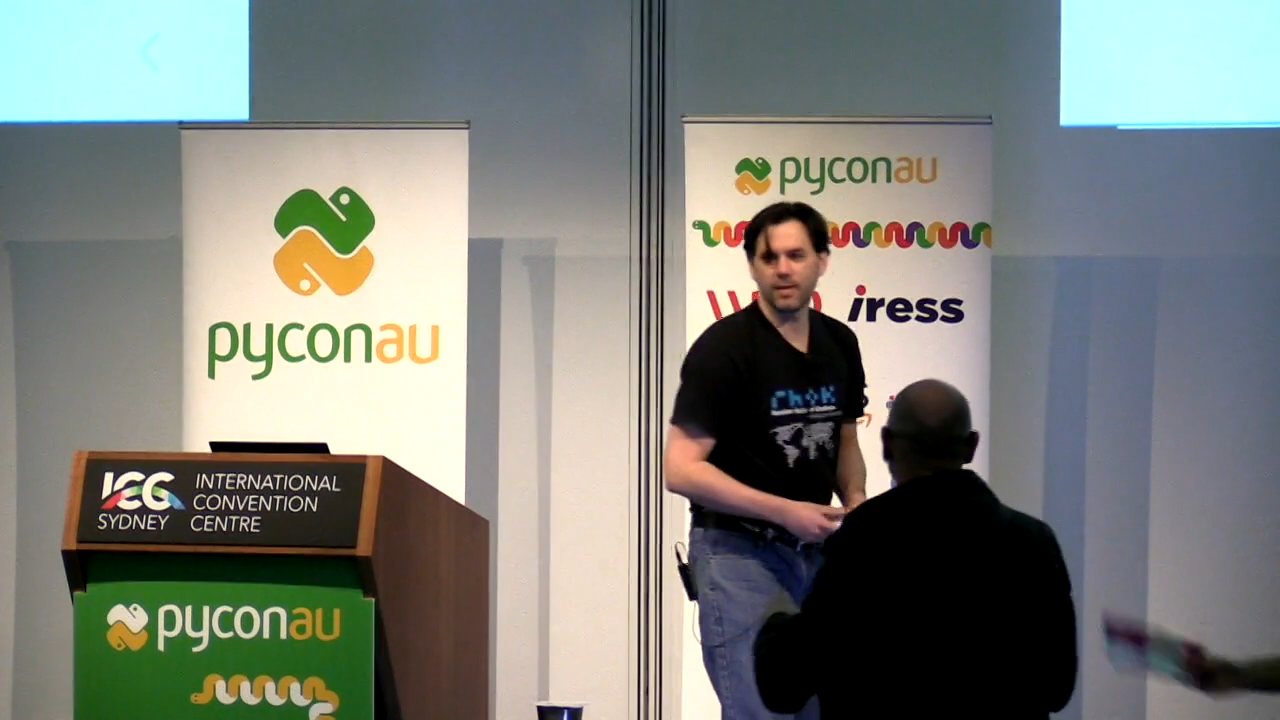 pyconau
pyconau
iress
ICC
SYDNEY
INTERNATIONAL
CONVENTION
CENTRE
pyconau